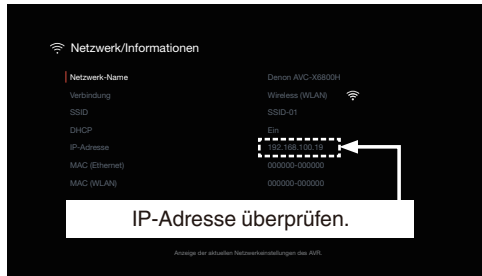 Netzwerk/Informationen
Netzwerk-Name Denon AVC-X6800H
Verbindung Wireless (WLAN)
SSID SSID-01
DHCP Ein
IP-Adresse 192.168.100.19
MAC (Ethernet) 000000-000000
MAC (WLAN) 000000-000000
IP-Adresse überprüfen.
Anzeige der aktuellen Netzwerkeinstellungen des AVR.